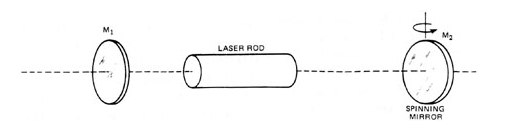 M1
LASER ROD
M2
SPINNING
MIRROR